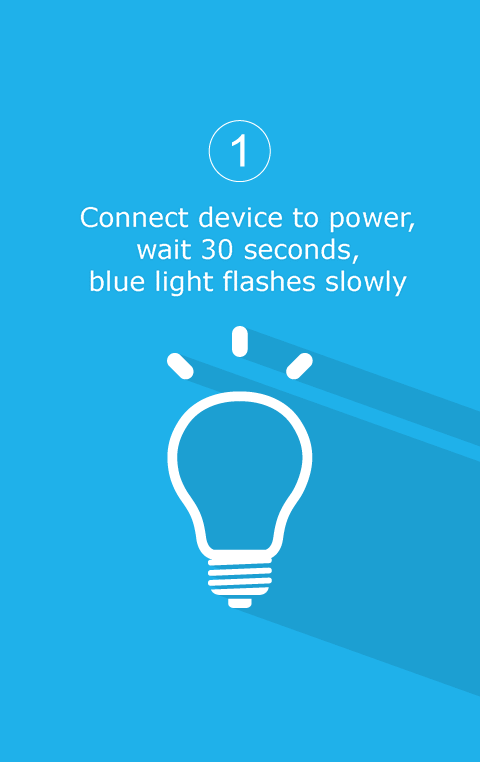 1
Connect device to power,
wait 30 seconds,
blue light flashes slowly